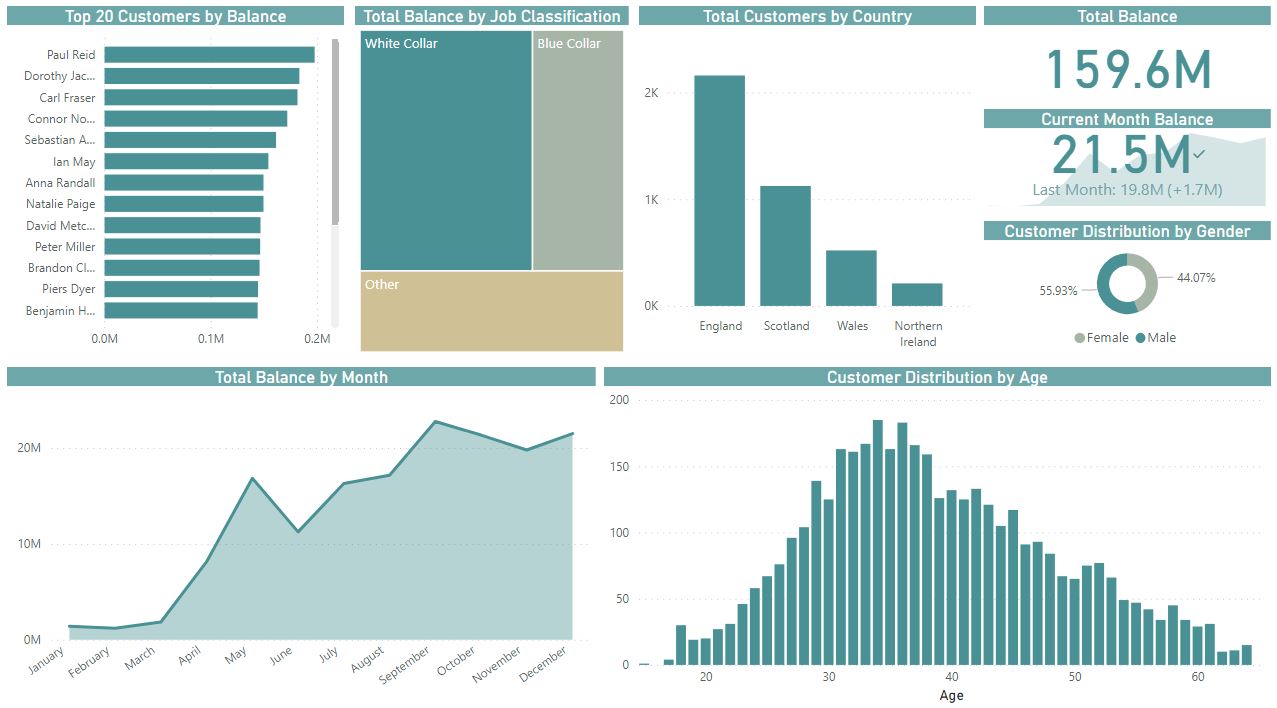 Top 20 Customers by Balance
Paul Reid
Dorothy Jac...
Carl Fraser
Connor No...
Sebastian A...
Ian May
Anna Randall
Natalie Paige
David Metc...
Peter Miller
Brandon Cl...
Piers Dyer
Benjamin H...
0.0M 0.1M 0.2M
Total Balance by Job Classification
White Collar
Blue Collar
Other
Total Customers by Country
2K
1K
0K
England Scotland Wales Northern
Ireland
Total Balance
159.6M
Current Month Balance
21.5M
Last Month: 19.8M (+1.7M)
Customer Distribution by Gender
44.07%
55.93%
Female Male
Total Balance by Month
20M
10M
0M
January February March April May June July August September October November December
Customer Distribution by Age
200
150
100
50
0
20 30 40 50 60
Age